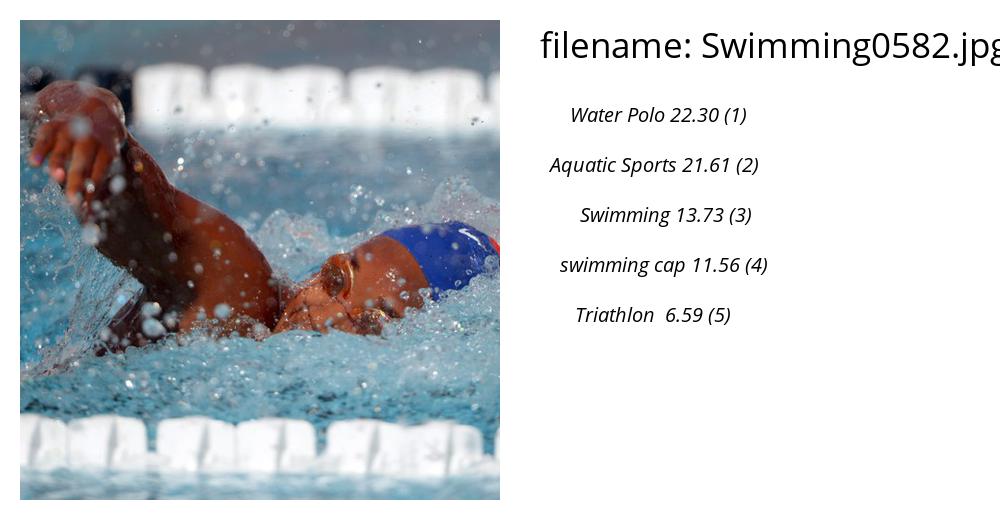 filename: Swimming0582.jpg
Water Polo 22.30 (1)
Aquatic Sports 21.61 (2)
Swimming 13.73 (3)
swimming cap 11.56 (4)
Triathlon 6.59 (5)